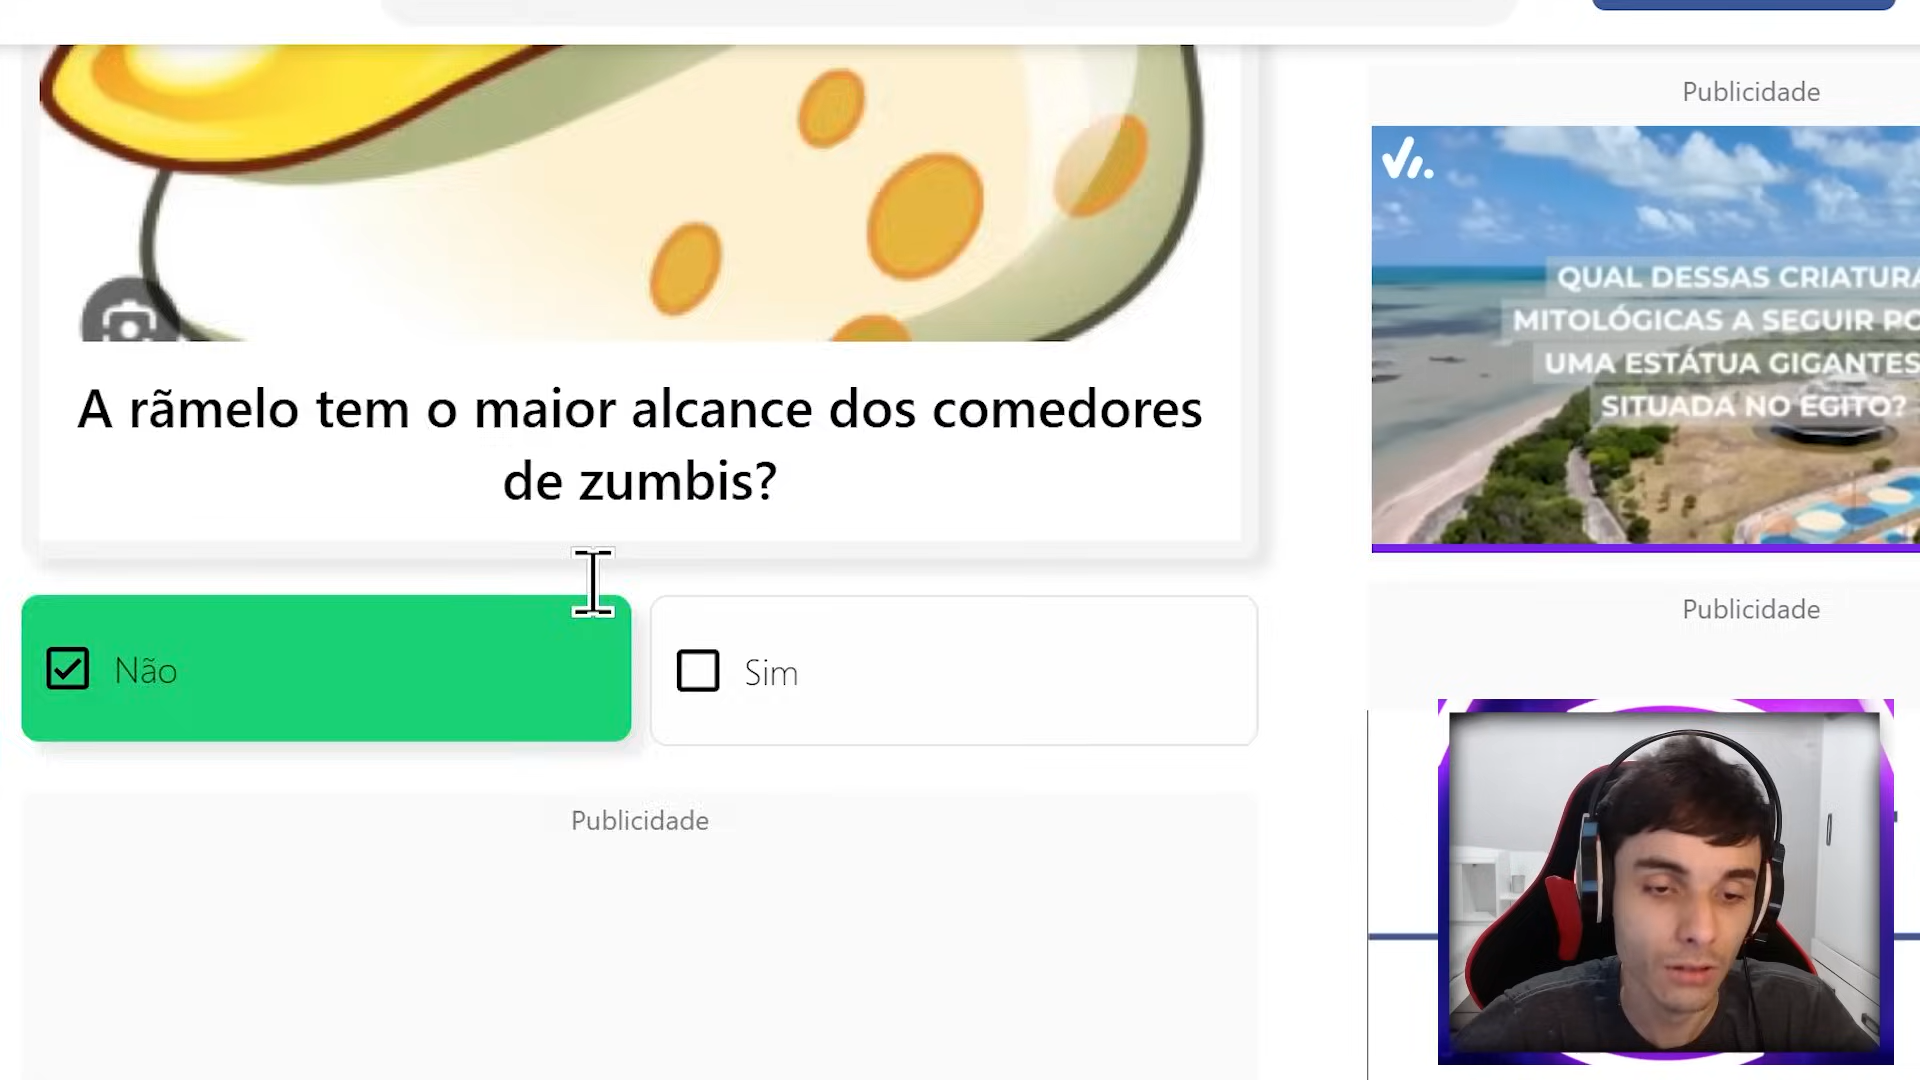 Publicidade
QUAL DESSAS CRIATURA
MITOLÓGICAS A SEGUIR PO
UMA ESTÁTUA GIGANTES
SITUADA NO EGITO?
A rãmelo tem o maior alcance dos comedores
de zumbis?
Não
Sim
Publicidade
Publicidade